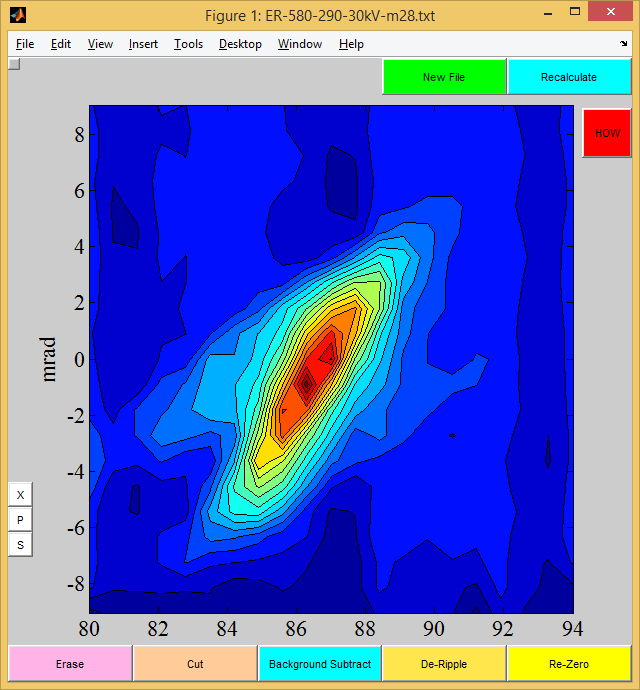 Figure 1: ER-580-290-30kV-m28.txt
File Edit View Insert Tools Desktop Window Help
New File Recalculate
HOW
8
6
4
2
0
-2
-4
-6
-8
mrad
X
P
S
80 82 84 86 88 90 92 94
Erase Cut Background Subtract De-Ripple Re-Zero